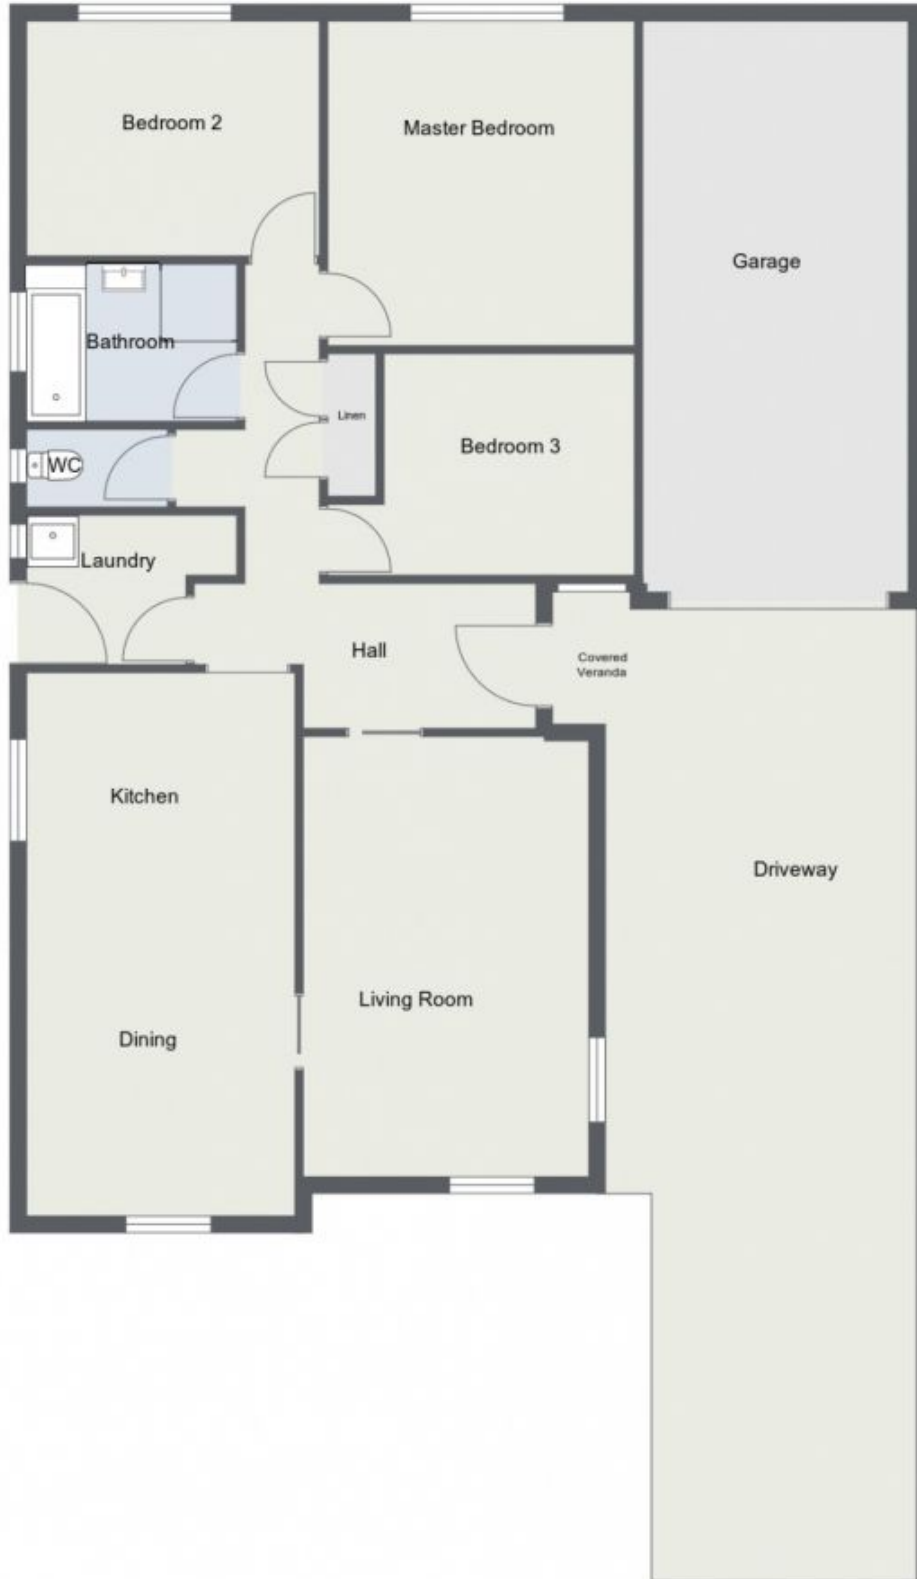 Bedroom 2
Master Bedroom
Garage
Bathroom
Linen
Bedroom 3
WC
Laundry
Hall
Covered
Veranda
Kitchen
Driveway
Living Room
Dining